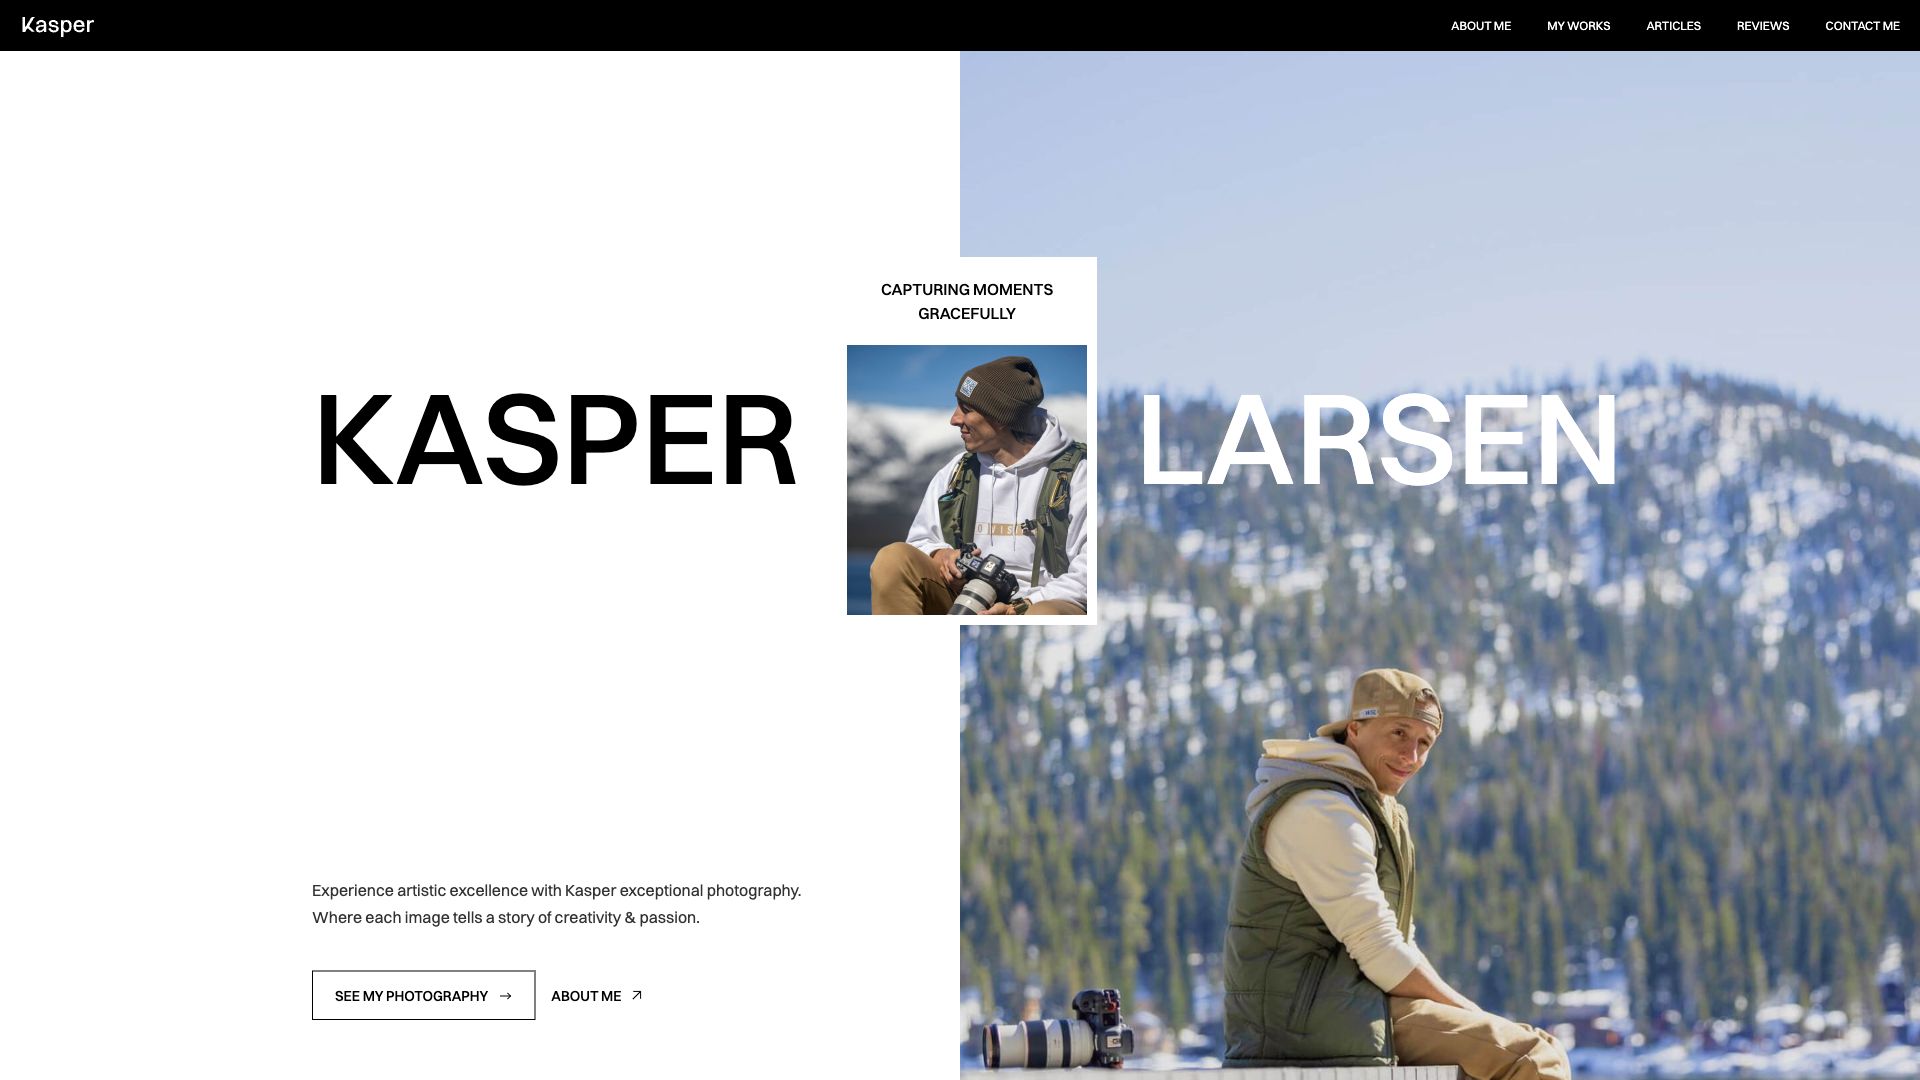 Kasper
ABOUT ME
MY WORKS
ARTICLES
REVIEWS
CONTACT ME
CAPTURING MOMENTS
GRACEFULLY
KASPER
LARSEN
Experience artistic excellence with Kasper exceptional photography.
Where each image tells a story of creativity & passion.
SEE MY PHOTOGRAPHY →
ABOUT ME ↗